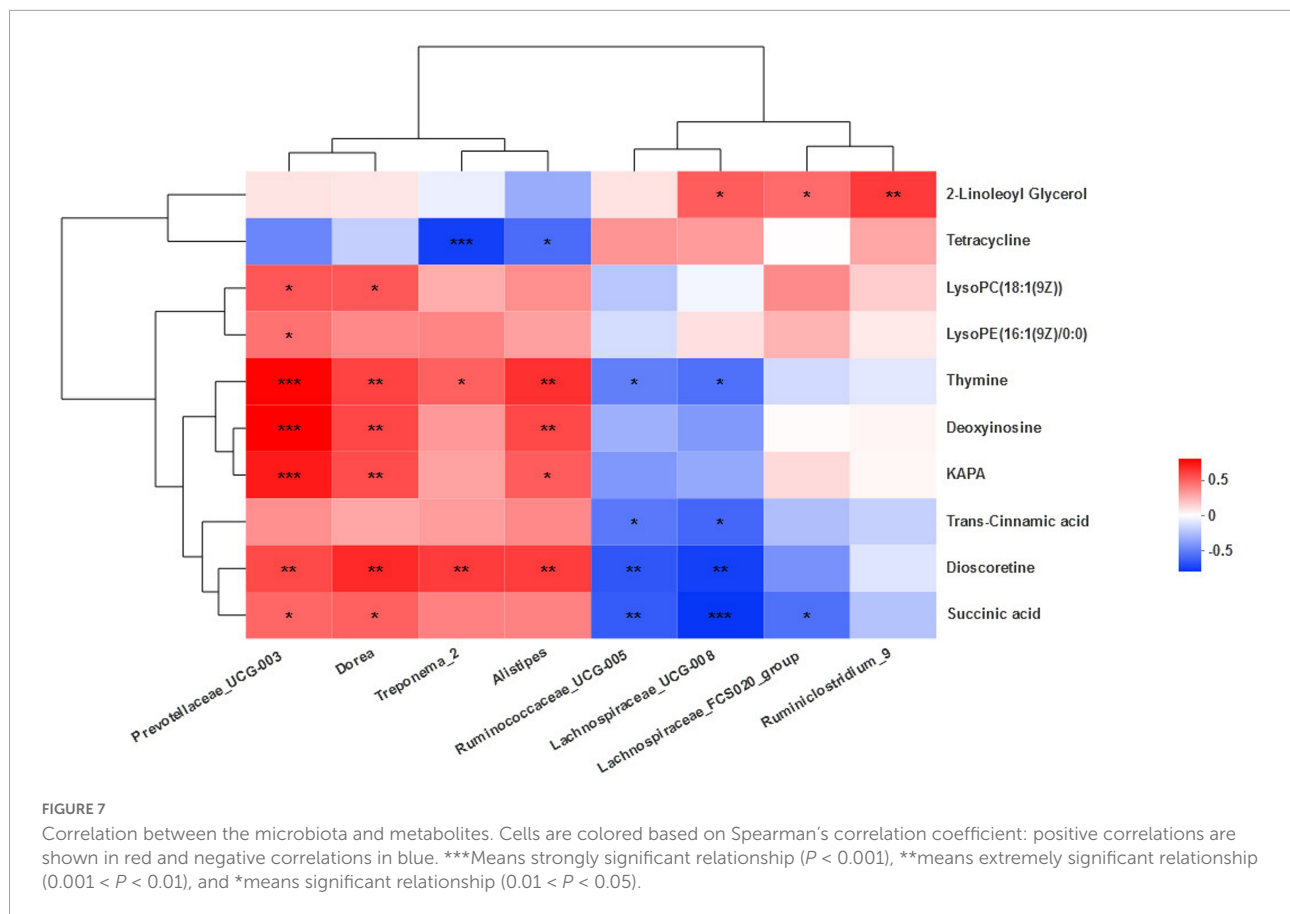 * * ** 2-Linoleoyl Glycerol
*** * Tetracycline
* * LysoPC(18:1(9Z))
* LysoPE(16:1(9Z)/0:0)
*** ** * ** * * Thymine
*** ** ** Deoxyinosine
*** ** * KAPA
* * Trans-Cinnamic acid
** ** ** ** ** ** Dioscoretine
* * ** *** * Succinic acid
0.5
0
-0.5
Prevotellaceae_UCG-003
Dorea
Treponema_2
Alistipes
Ruminococcaceae_UCG-005
Lachnospiraceae_UCG-008
Lachnospiraceae_FCS020_group
Ruminiclostridium_9
FIGURE 7
Correlation between the microbiota and metabolites. Cells are colored based on Spearman’s correlation coefficient: positive correlations are
shown in red and negative correlations in blue. ***Means strongly significant relationship (P < 0.001), **means extremely significant relationship
(0.001 < P < 0.01), and *means significant relationship (0.01 < P < 0.05).